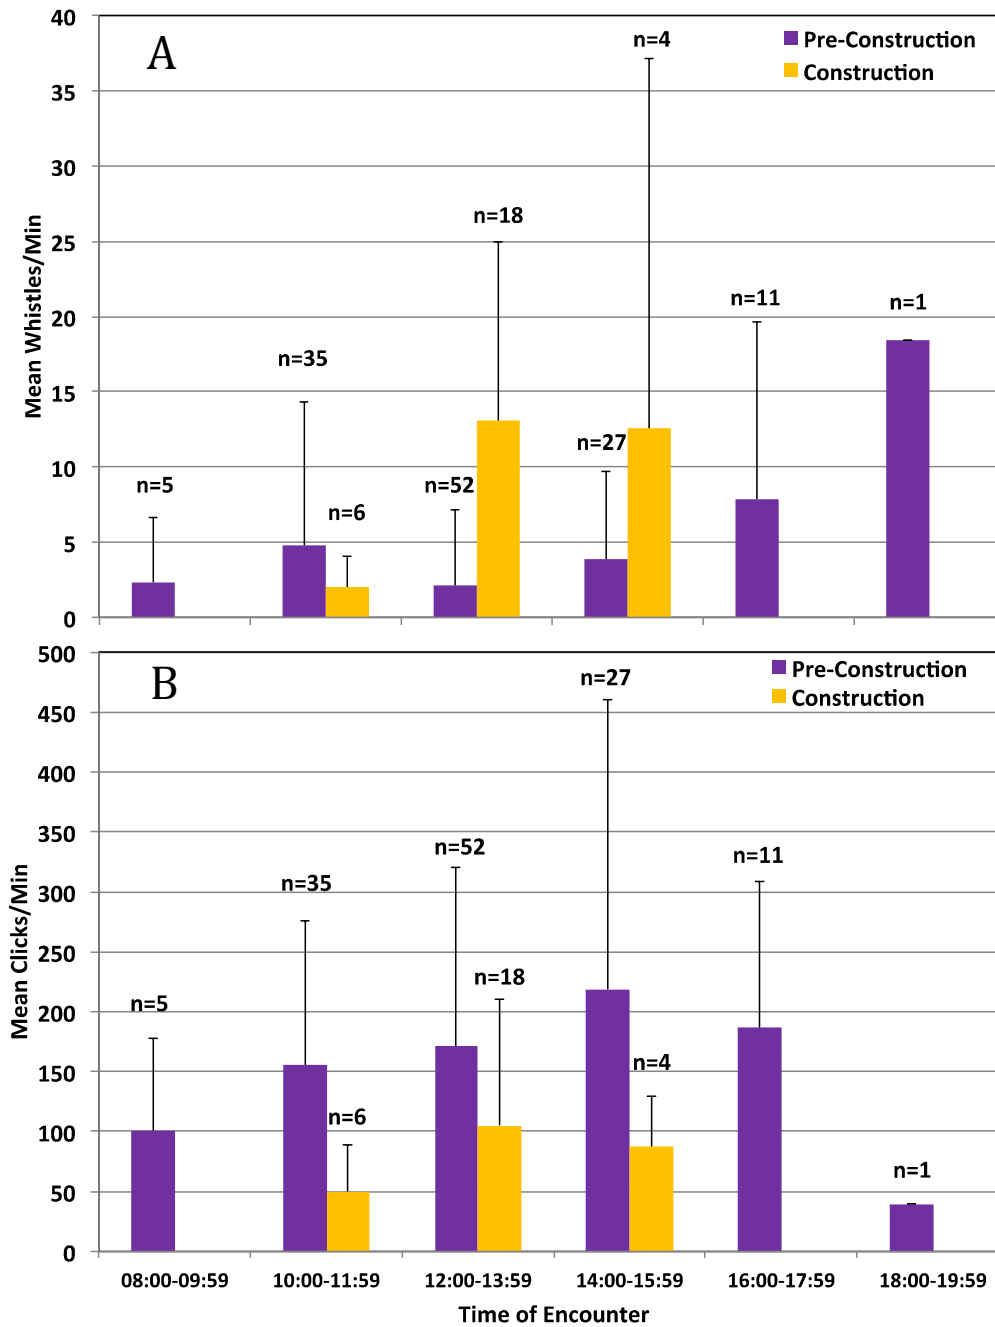 A
Pre-Construction
Construction
Mean Whistles/Min
40
35
30
25
20
15
10
5
0
n=5
n=35
n=6
n=52
n=18
n=27
n=4
n=11
n=1
B
Pre-Construction
Construction
Mean Clicks/Min
500
450
400
350
300
250
200
150
100
50
0
n=5
n=35
n=6
n=52
n=18
n=27
n=4
n=11
n=1
08:00-09:59 10:00-11:59 12:00-13:59 14:00-15:59 16:00-17:59 18:00-19:59
Time of Encounter